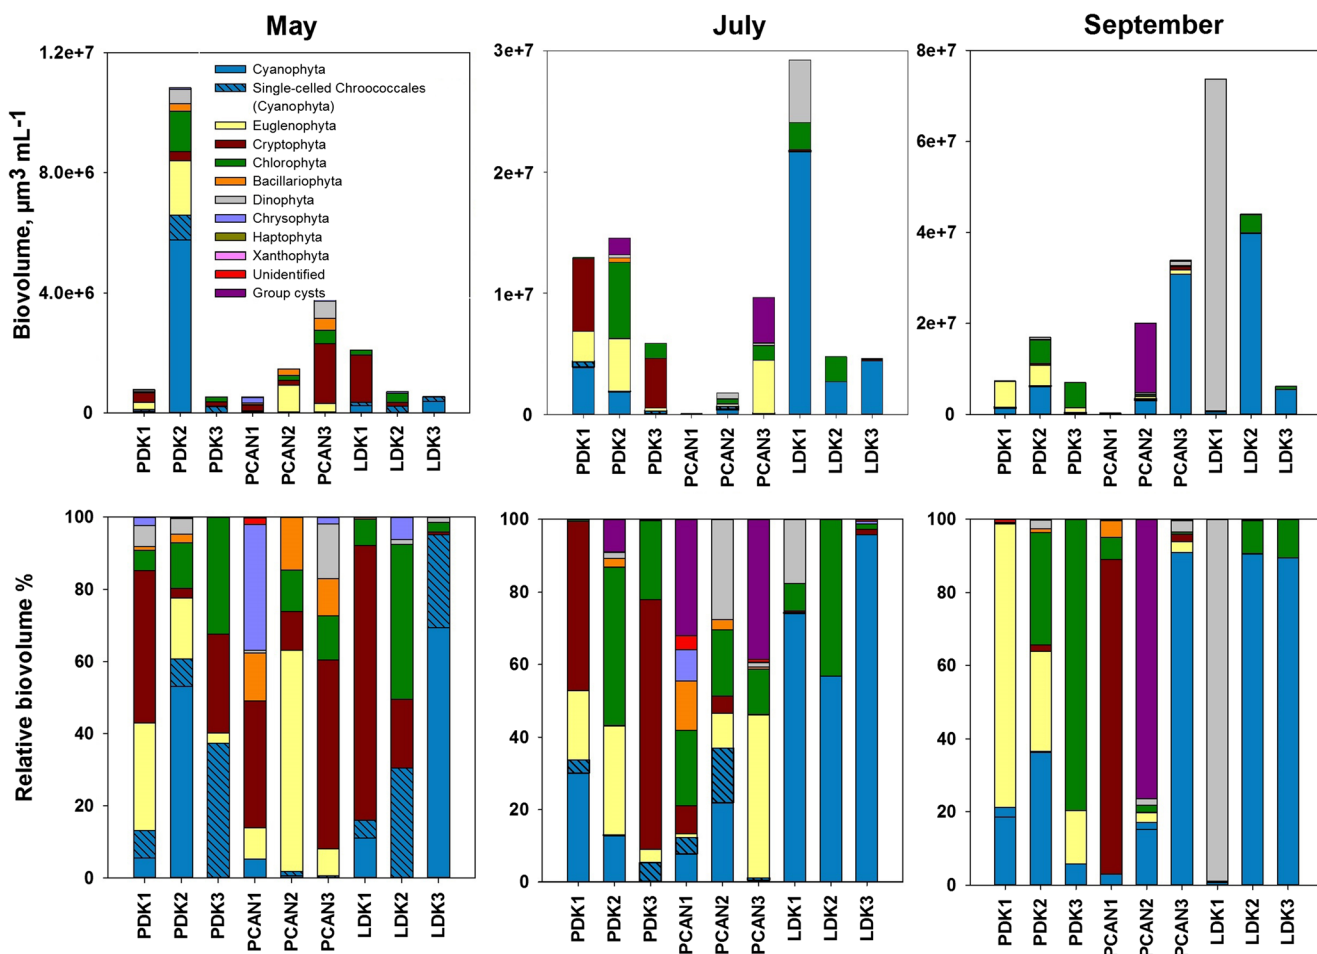 May
July
September
Biovolume, µm³ mL⁻¹
1.2e+7
8.0e+6
4.0e+6
0
Cyanophyta
Single-celled Chroococcales
(Cyanophyta)
Euglenophyta
Cryptophyta
Chlorophyta
Bacillariophyta
Dinophyta
Chrysophyta
Haptophyta
Xanthophyta
Unidentified
Group cysts
PDK1 PDK2 PDK3 PCAN1 PCAN2 PCAN3 LDK1 LDK2 LDK3
3e+7
2e+7
1e+7
0
PDK1 PDK2 PDK3 PCAN1 PCAN2 PCAN3 LDK1 LDK2 LDK3
8e+7
6e+7
4e+7
2e+7
0
PDK1 PDK2 PDK3 PCAN1 PCAN2 PCAN3 LDK1 LDK2 LDK3
Relative biovolume %
100
80
60
40
20
0
PDK1 PDK2 PDK3 PCAN1 PCAN2 PCAN3 LDK1 LDK2 LDK3
100
80
60
40
20
0
PDK1 PDK2 PDK3 PCAN1 PCAN2 PCAN3 LDK1 LDK2 LDK3
100
80
60
40
20
0
PDK1 PDK2 PDK3 PCAN1 PCAN2 PCAN3 LDK1 LDK2 LDK3